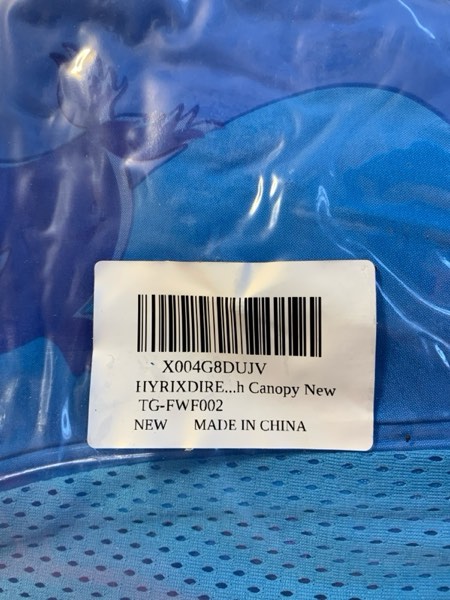 X004G8DUJV
HYRIXDIRE...h Canopy New
TG-FWF002
NEW MADE IN CHINA